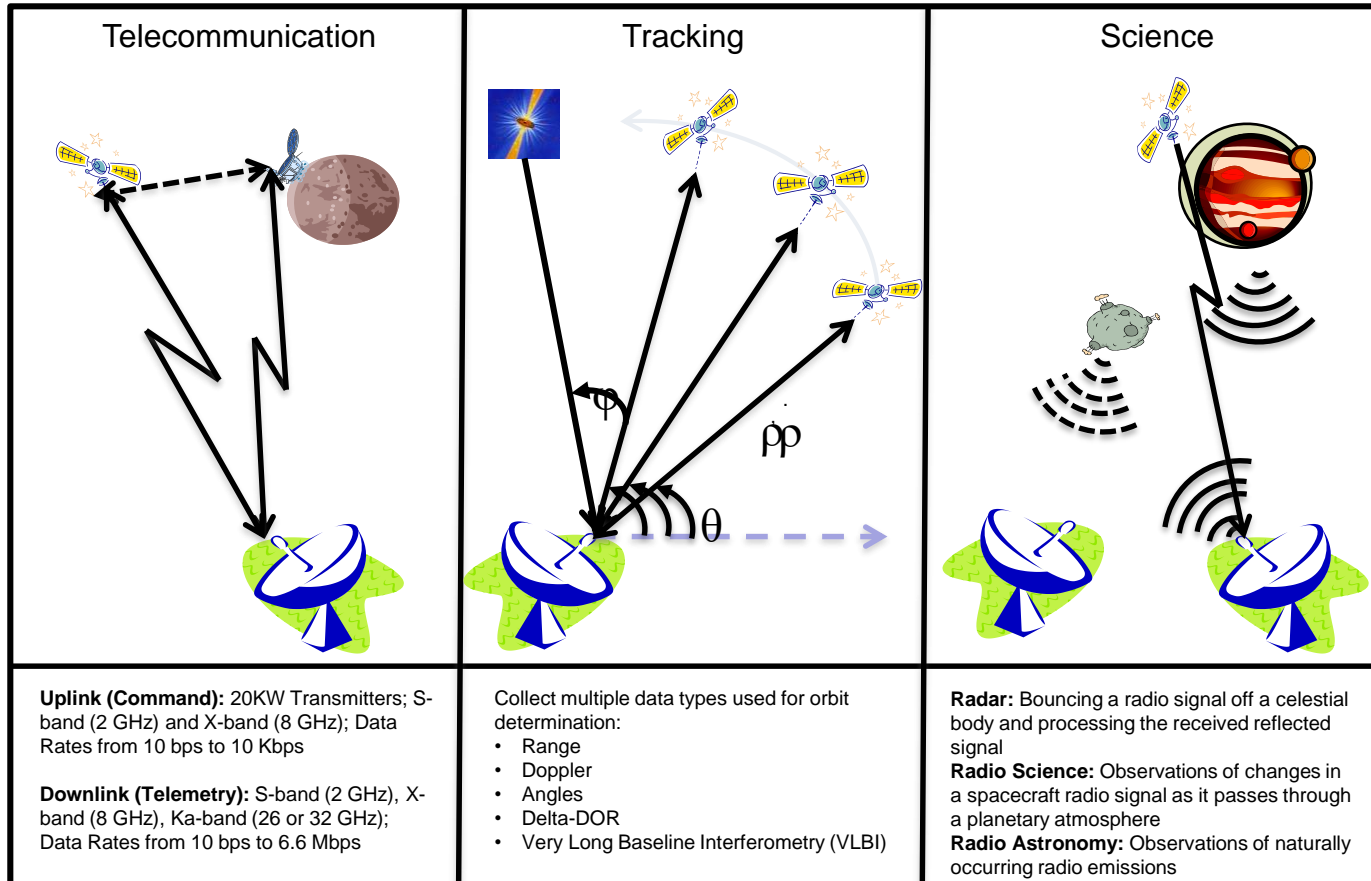 Telecommunication
Tracking
Science
φ
ρ̇ρ̇
θ
Uplink (Command): 20KW Transmitters; S-
band (2 GHz) and X-band (8 GHz); Data
Rates from 10 bps to 10 Kbps
Downlink (Telemetry): S-band (2 GHz), X-
band (8 GHz), Ka-band (26 or 32 GHz);
Data Rates from 10 bps to 6.6 Mbps
Collect multiple data types used for orbit
determination:
• Range
• Doppler
• Angles
• Delta-DOR
• Very Long Baseline Interferometry (VLBI)
Radar: Bouncing a radio signal off a celestial
body and processing the received reflected
signal
Radio Science: Observations of changes in
a spacecraft radio signal as it passes through
a planetary atmosphere
Radio Astronomy: Observations of naturally
occurring radio emissions